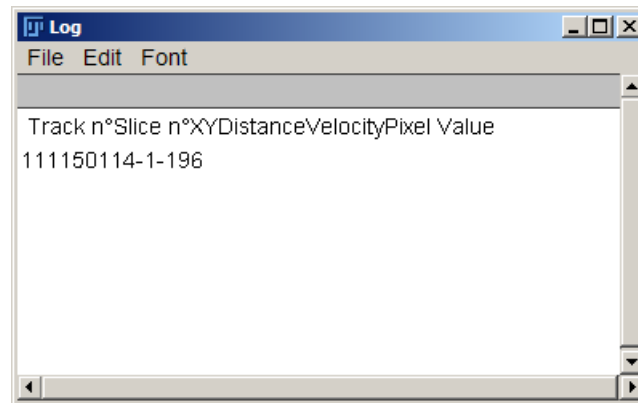 Log
File Edit Font
Track n°Slice n°XYDistanceVelocityPixel Value
111150114-1-196